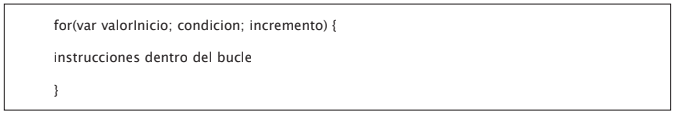 for(var valorInicio; condicion; incremento) {
instrucciones dentro del bucle
}